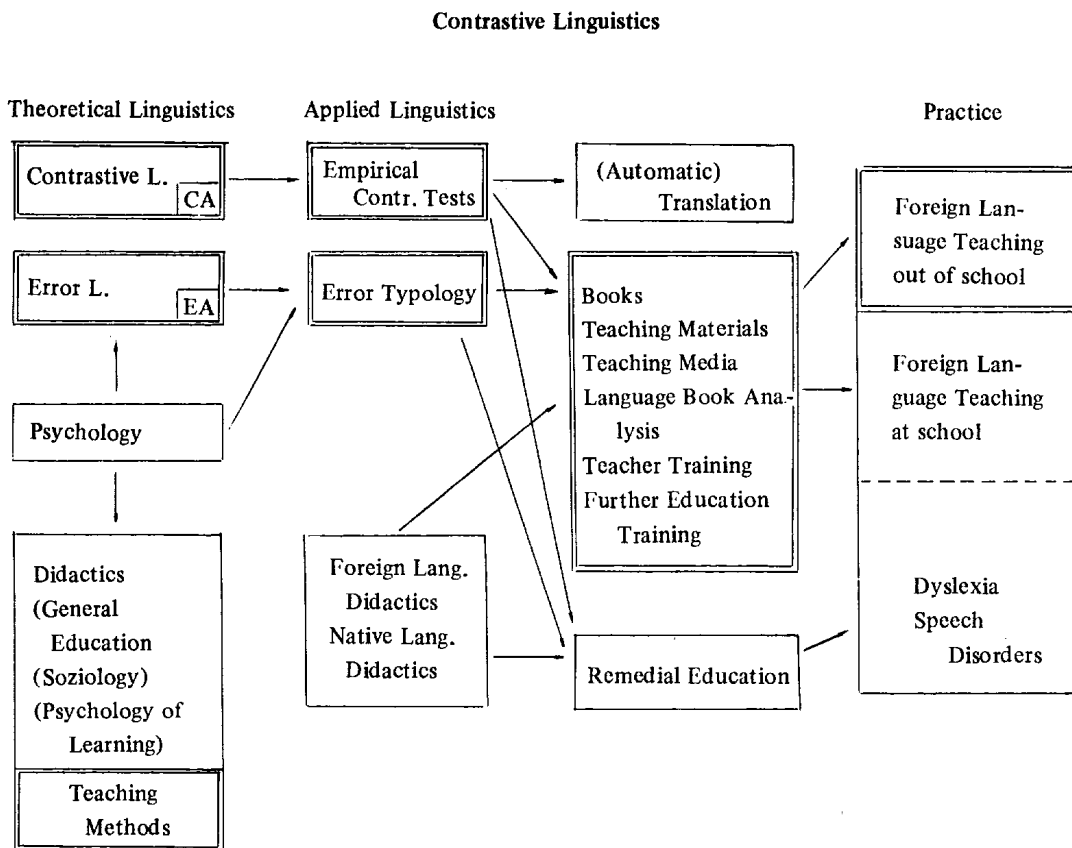 Contrastive Linguistics
Theoretical Linguistics
Applied Linguistics
Practice
Contrastive L.
CA
Empirical
Contr. Tests
(Automatic)
Translation
Foreign Lan-
suage Teaching
out of school
Error L.
EA
Error Typology
Books
Teaching Materials
Teaching Media
Language Book Ana-
lysis
Teacher Training
Further Education
Training
Foreign Lan-
guage Teaching
at school
Psychology
Didactics
(General
Education
(Soziology)
(Psychology of
Learning)
Teaching
Methods
Foreign Lang.
Didactics
Native Lang.
Didactics
Remedial Education
Dyslexia
Speech
Disorders